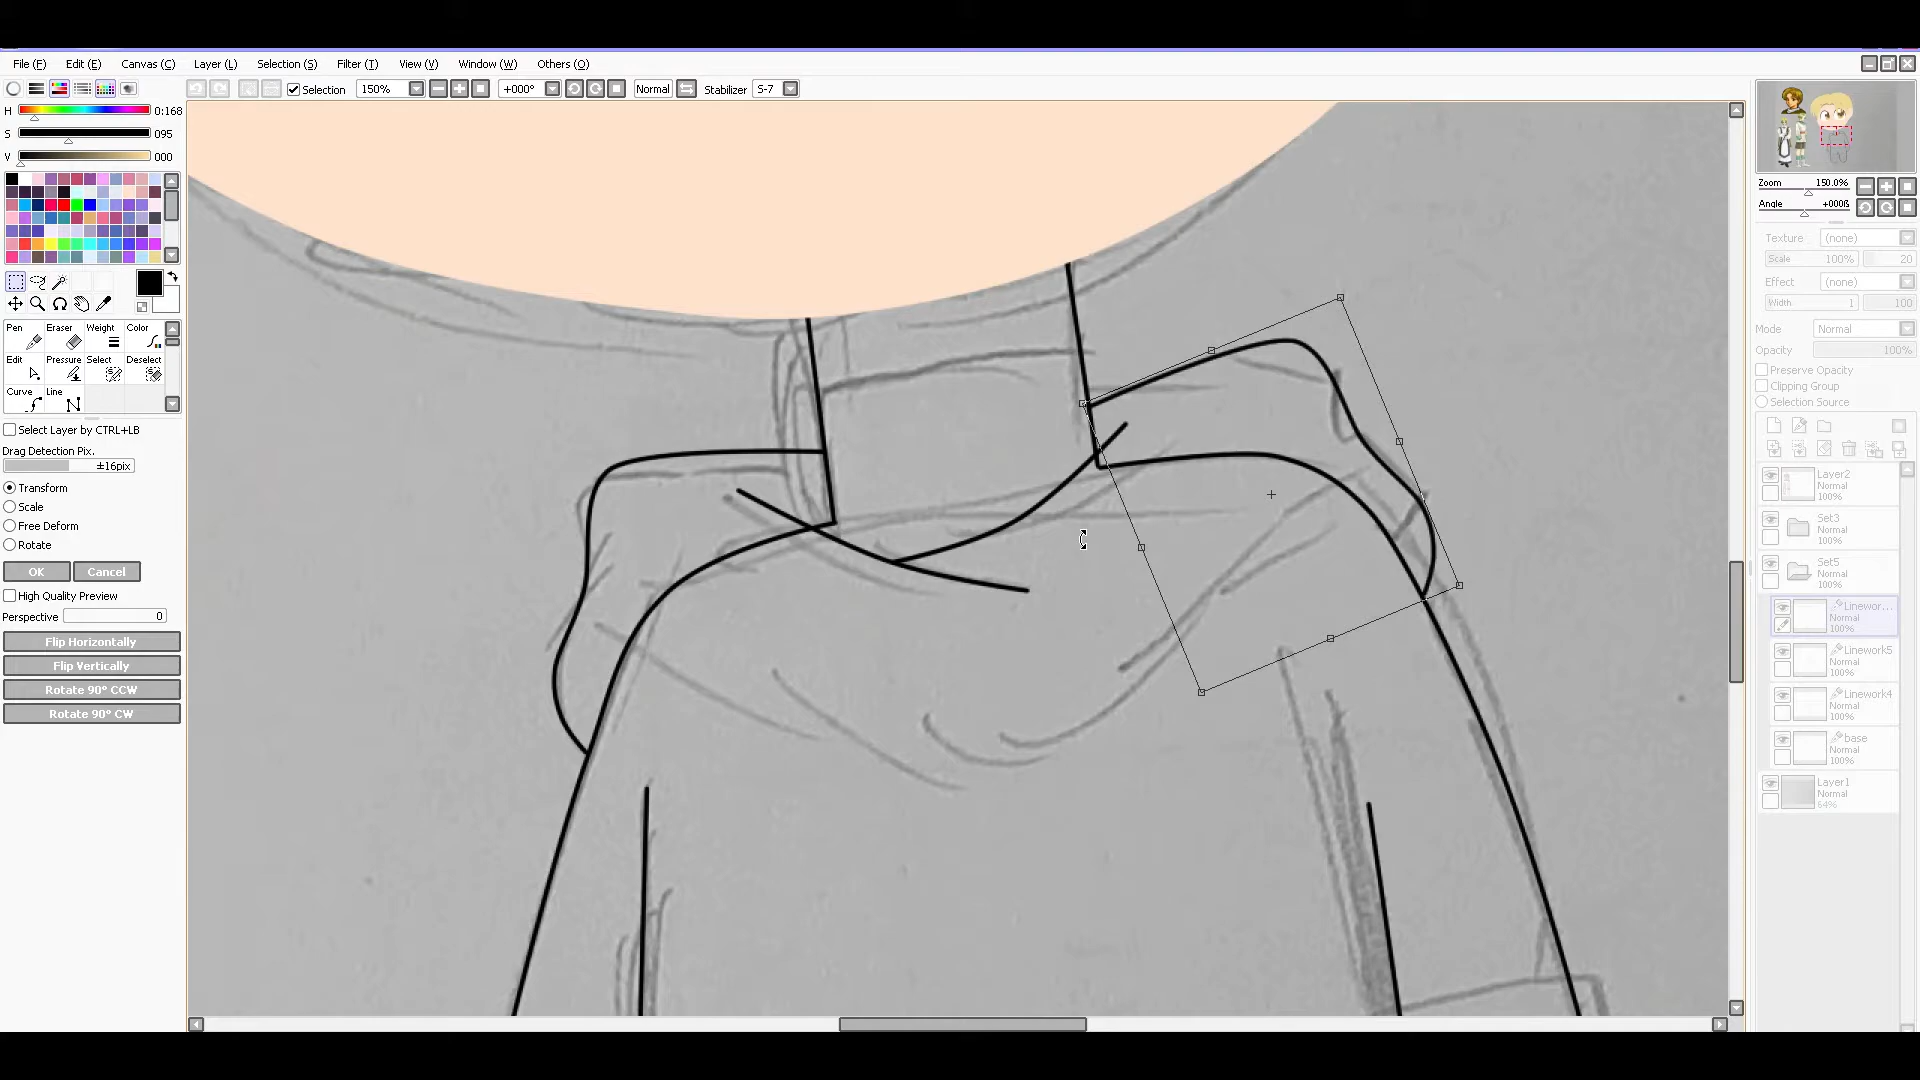 File (F) Edit (E) Canvas (C) Layer (L) Selection (S) Filter (T) View (V) Window (W) Others (O)
Selection 150% +000° Normal Stabilizer S-7
H 0:168
S 095
V 000
Pen Eraser Weight Color
Edit Pressure Select Deselect
Curve Line
Select Layer by CTRL+LB
Drag Detection Pix.
±16pix
Transform
Scale
Free Deform
Rotate
OK Cancel
High Quality Preview
Perspective 0
Flip Horizontally
Flip Vertically
Rotate 90° CCW
Rotate 90° CW
Zoom 150.0%
Angle +000ß
Texture (none)
Scale 100% 20
Effect (none)
Width 1 100
Mode Normal
Opacity 100%
Preserve Opacity
Clipping Group
Selection Source
Layer2
Normal
100%
Set3
Normal
100%
Set5
Normal
100%
Linewor...
Normal
100%
Linework5
Normal
100%
Linework4
Normal
100%
base
Normal
100%
Layer1
Normal
64%